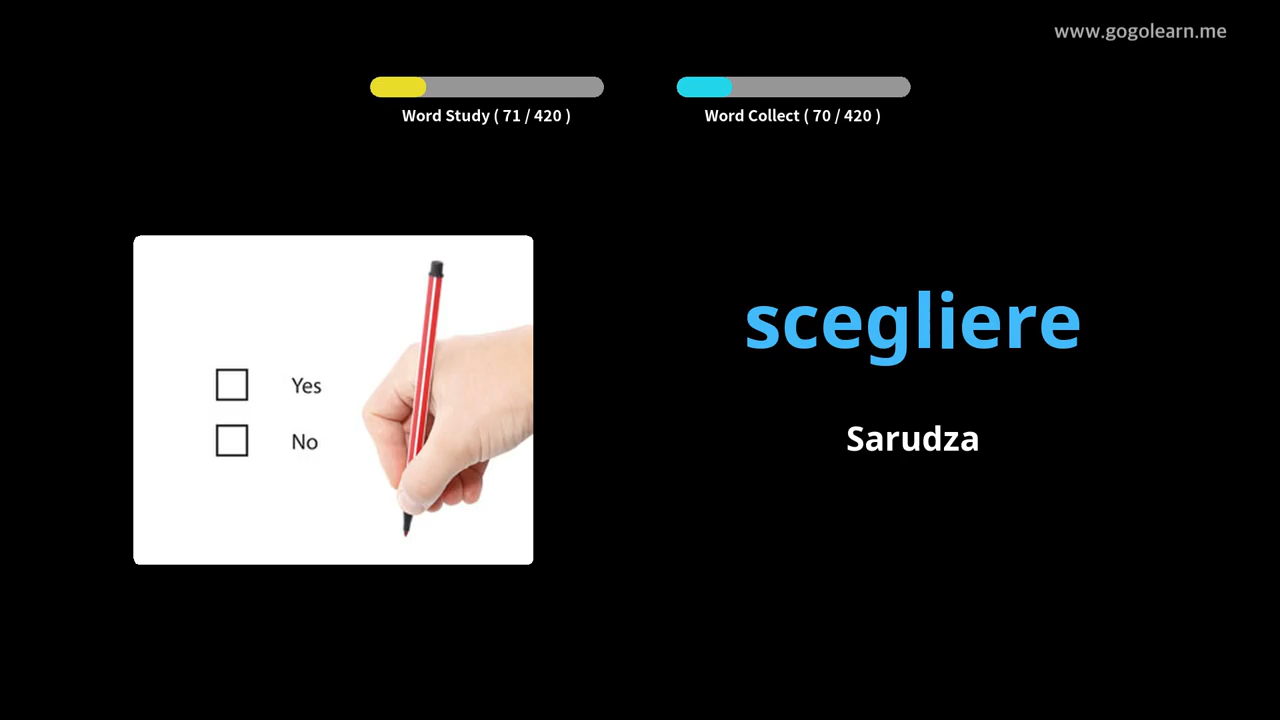 www.gogolearn.me
Word Study ( 71 / 420 )
Word Collect ( 70 / 420 )
Yes
No
scegliere
Sarudza